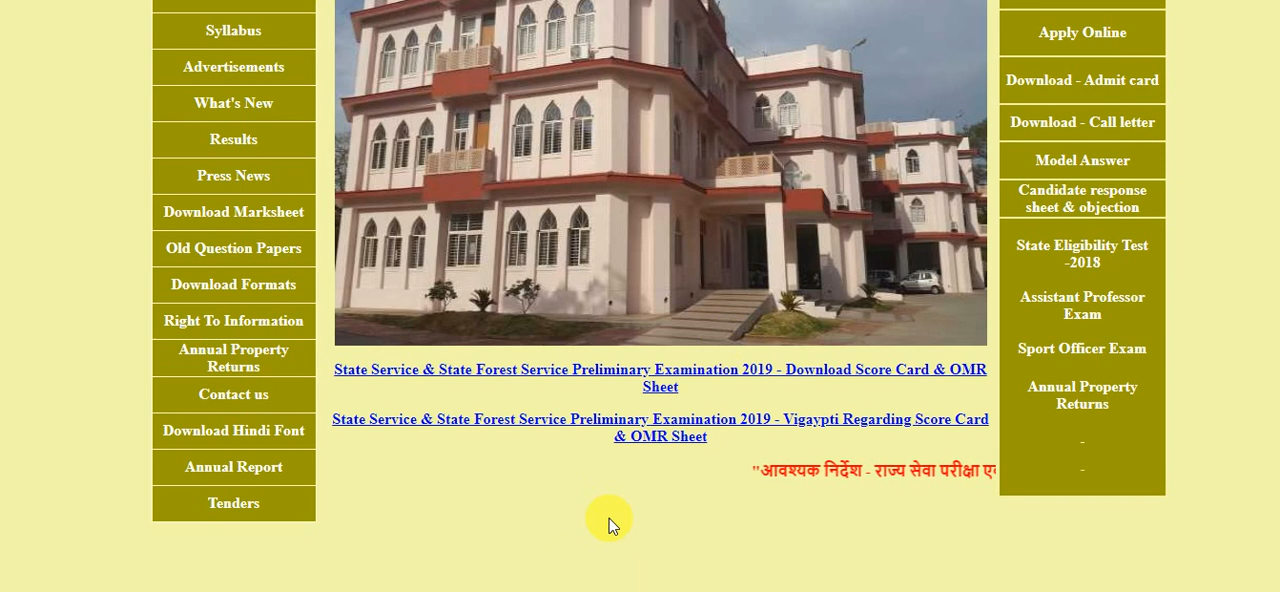 Syllabus
Advertisements
What's New
Results
Press News
Download Marksheet
Old Question Papers
Download Formats
Right To Information
Annual Property
Returns
Contact us
Download Hindi Font
Annual Report
Tenders
State Service & State Forest Service Preliminary Examination 2019 - Download Score Card & OMR
Sheet
State Service & State Forest Service Preliminary Examination 2019 - Vigaypti Regarding Score Card
& OMR Sheet
"आवश्यक निर्देश - राज्य सेवा परीक्षा
Apply Online
Download - Admit card
Download - Call letter
Model Answer
Candidate response
sheet & objection
State Eligibility Test
-2018
Assistant Professor
Exam
Sport Officer Exam
Annual Property
Returns
-
-